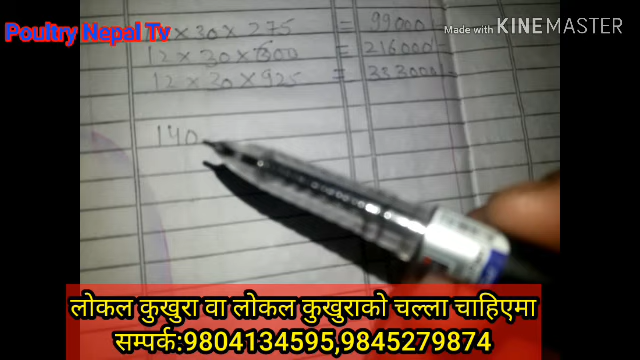 Poultry Nepal Tv
Made with KINEMASTER
× 30 × 275 = 99000/-
12 × 30 × = 216000/-
12 × 30 × 925 = 333000/-
140
लोकल कुखुरा वा लोकल कुखुराको चल्ला चाहिएमा
सम्पर्क:9804134595,9845279874